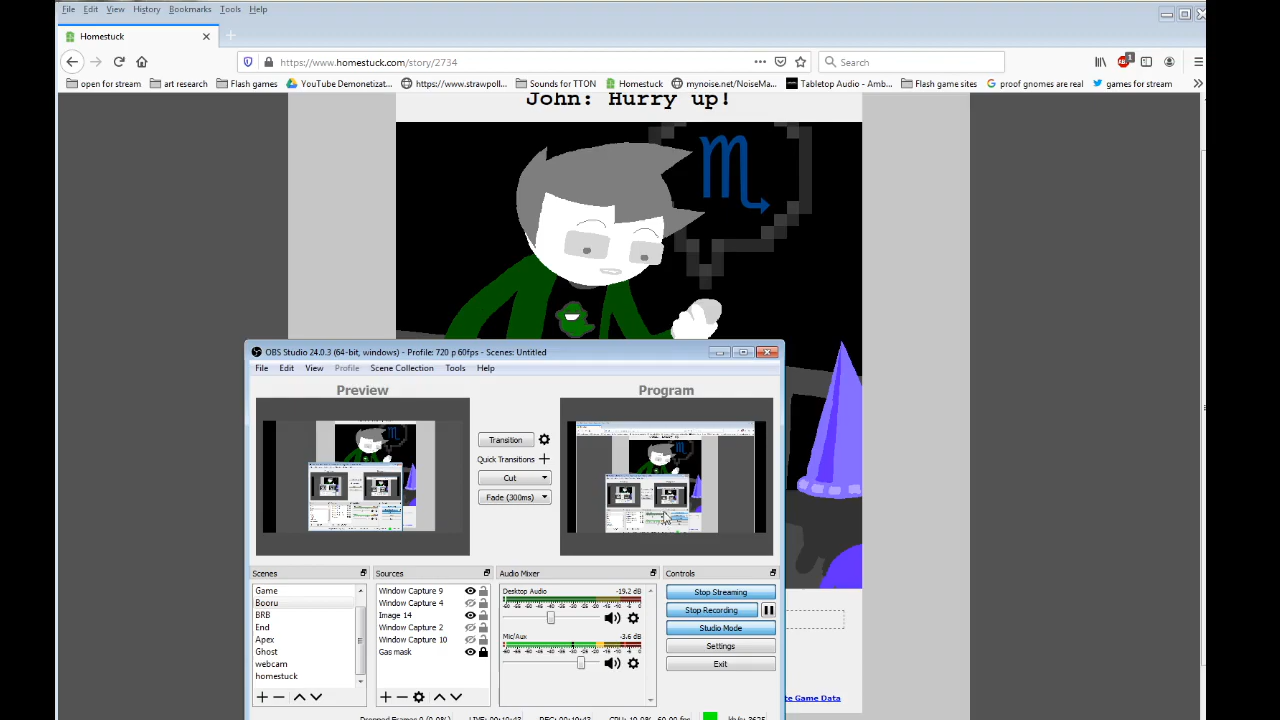 File Edit View History Bookmarks Tools Help
Homestuck
https://www.homestuck.com/story/2734
Search
open for stream art research Flash games YouTube Demonetizat... https://www.strawpoll... Sounds for TTON Homestuck mynoise.net/NoiseMa... Tabletop Audio - Amb... Flash game sites proof gnomes are real games for stream
John: Hurry up!
OBS Studio 24.0.3 (64-bit, windows) - Profile: 720 p 60fps - Scenes: Untitled
File Edit View Profile Scene Collection Tools Help
Preview Program
Transition
Quick Transitions
Cut
Fade (300ms)
Scenes Sources Audio Mixer Controls
Game
Booru
BRB
End
Apex
Ghost
webcam
homestuck
Window Capture 9
Window Capture 4
Image 14
Window Capture 2
Window Capture 10
Gas mask
Desktop Audio -19.2 dB
Mic/Aux -3.6 dB
Stop Streaming
Stop Recording
Studio Mode
Settings
Exit
te Game Data